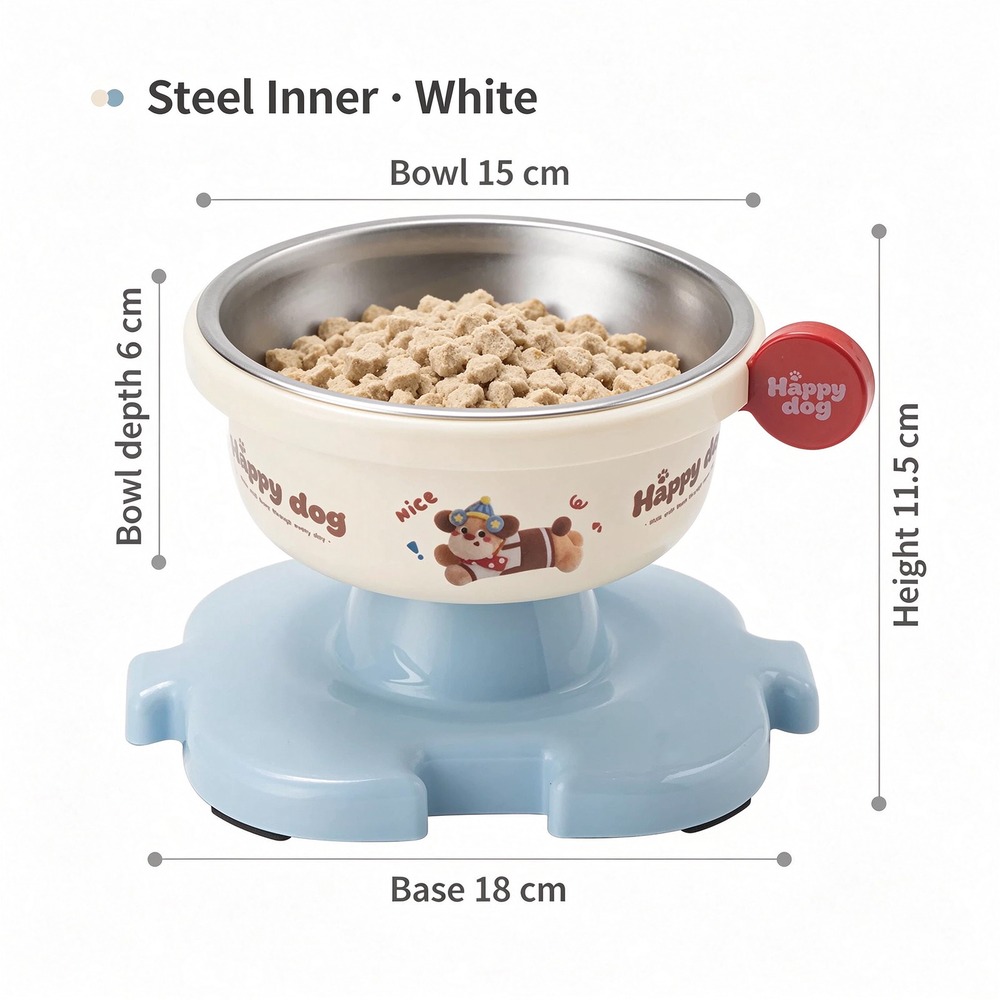 Steel Inner · White
Bowl 15 cm
Bowl depth 6 cm
Height 11.5 cm
Happy
dog
Happy dog
Nice
!
Happy do
Base 18 cm